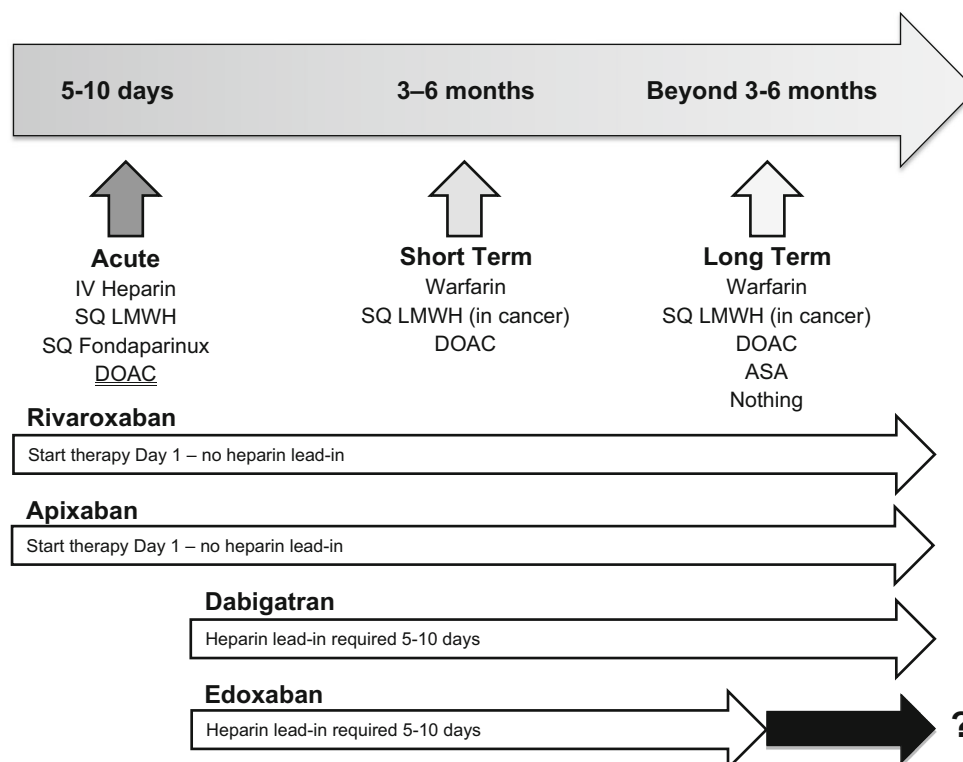 5-10 days
3–6 months
Beyond 3-6 months
Acute
IV Heparin
SQ LMWH
SQ Fondaparinux
DOAC
Short Term
Warfarin
SQ LMWH (in cancer)
DOAC
Long Term
Warfarin
SQ LMWH (in cancer)
DOAC
ASA
Nothing
Rivaroxaban
Start therapy Day 1 – no heparin lead-in
Apixaban
Start therapy Day 1 – no heparin lead-in
Dabigatran
Heparin lead-in required 5-10 days
Edoxaban
Heparin lead-in required 5-10 days
?